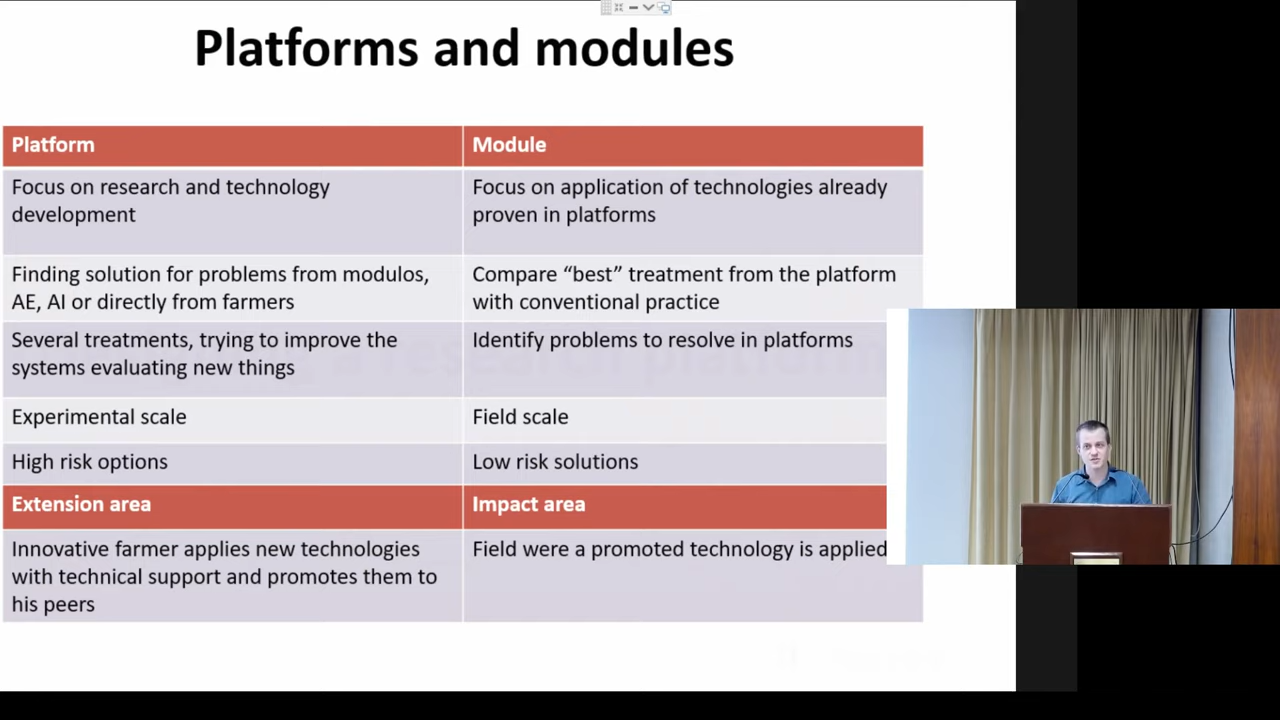 Platforms and modules
Platform
Module
Focus on research and technology
development
Focus on application of technologies already
proven in platforms
Finding solution for problems from modulos,
AE, AI or directly from farmers
Compare “best” treatment from the platform
with conventional practice
Several treatments, trying to improve the
systems evaluating new things
Identify problems to resolve in platforms
Experimental scale
Field scale
High risk options
Low risk solutions
Extension area
Impact area
Innovative farmer applies new technologies
with technical support and promotes them to
his peers
Field were a promoted technology is applied